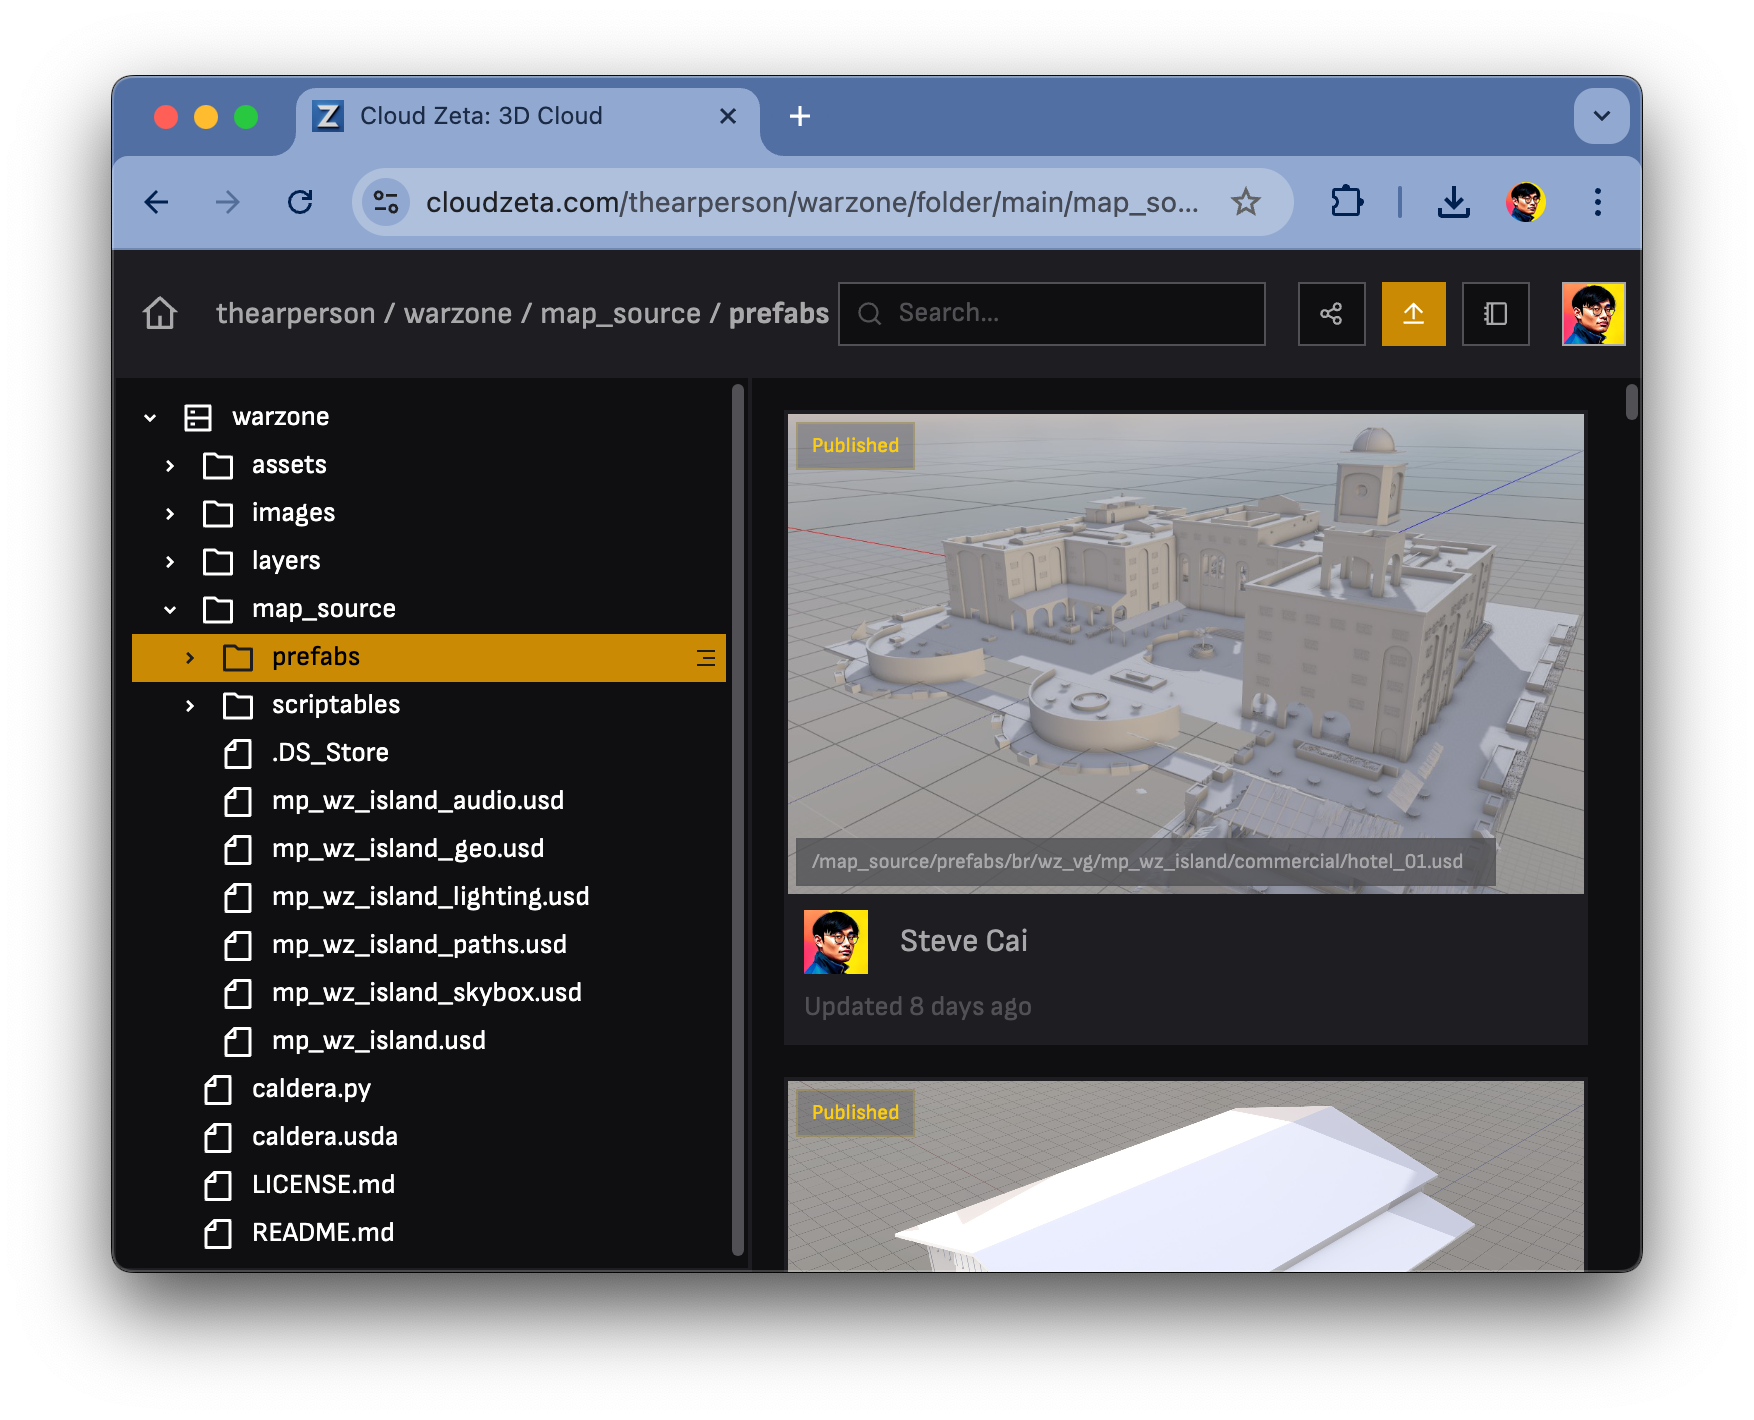 Cloud Zeta: 3D Cloud
cloudzeta.com/thearperson/warzone/folder/main/map_so...
thearperson / warzone / map_source / prefabs
Search...
warzone
assets
images
layers
map_source
prefabs
scriptables
.DS_Store
mp_wz_island_audio.usd
mp_wz_island_geo.usd
mp_wz_island_lighting.usd
mp_wz_island_paths.usd
mp_wz_island_skybox.usd
mp_wz_island.usd
caldera.py
caldera.usda
LICENSE.md
README.md
Published
/map_source/prefabs/br/wz_vg/mp_wz_island/commercial/hotel_01.usd
Steve Cai
Updated 8 days ago
Published